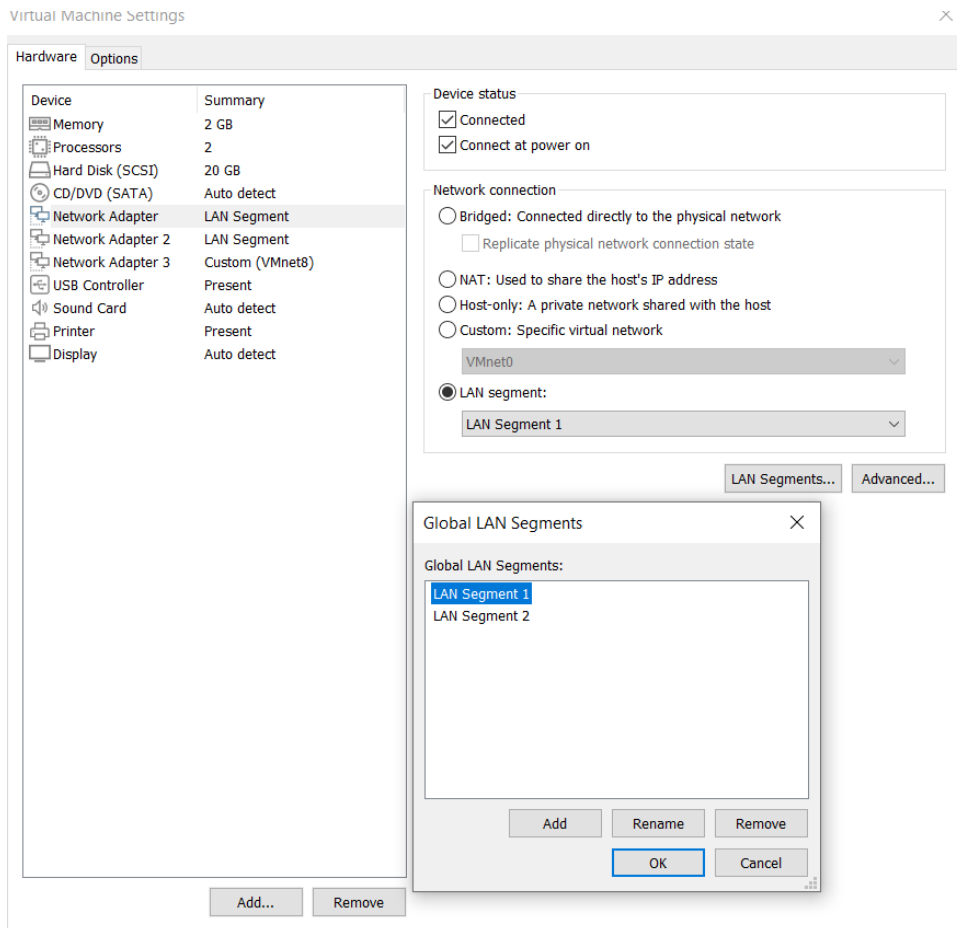 Virtual Machine Settings
Hardware Options
Device Summary
Memory 2 GB
Processors 2
Hard Disk (SCSI) 20 GB
CD/DVD (SATA) Auto detect
Network Adapter LAN Segment
Network Adapter 2 LAN Segment
Network Adapter 3 Custom (VMnet8)
USB Controller Present
Sound Card Auto detect
Printer Present
Display Auto detect
Add... Remove
Device status
Connected
Connect at power on
Network connection
Bridged: Connected directly to the physical network
Replicate physical network connection state
NAT: Used to share the host's IP address
Host-only: A private network shared with the host
Custom: Specific virtual network
VMnet0
LAN segment:
LAN Segment 1
LAN Segments... Advanced...
Global LAN Segments
Global LAN Segments:
LAN Segment 1
LAN Segment 2
Add Rename Remove
OK Cancel